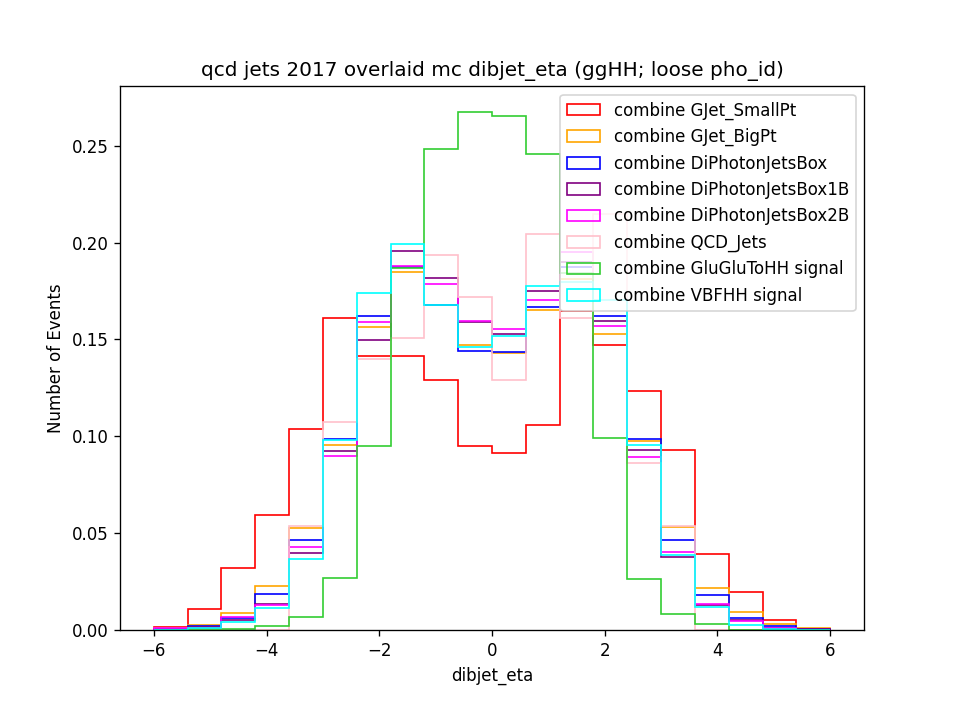 qcd jets 2017 overlaid mc dibjet_eta (ggHH; loose pho_id)
combine GJet_SmallPt
combine GJet_BigPt
combine DiPhotonJetsBox
combine DiPhotonJetsBox1B
combine DiPhotonJetsBox2B
combine QCD_Jets
combine GluGluToHH signal
combine VBFHH signal
Number of Events
0.25
0.20
0.15
0.10
0.05
0.00
−6 −4 −2 0 2 4 6
dibjet_eta